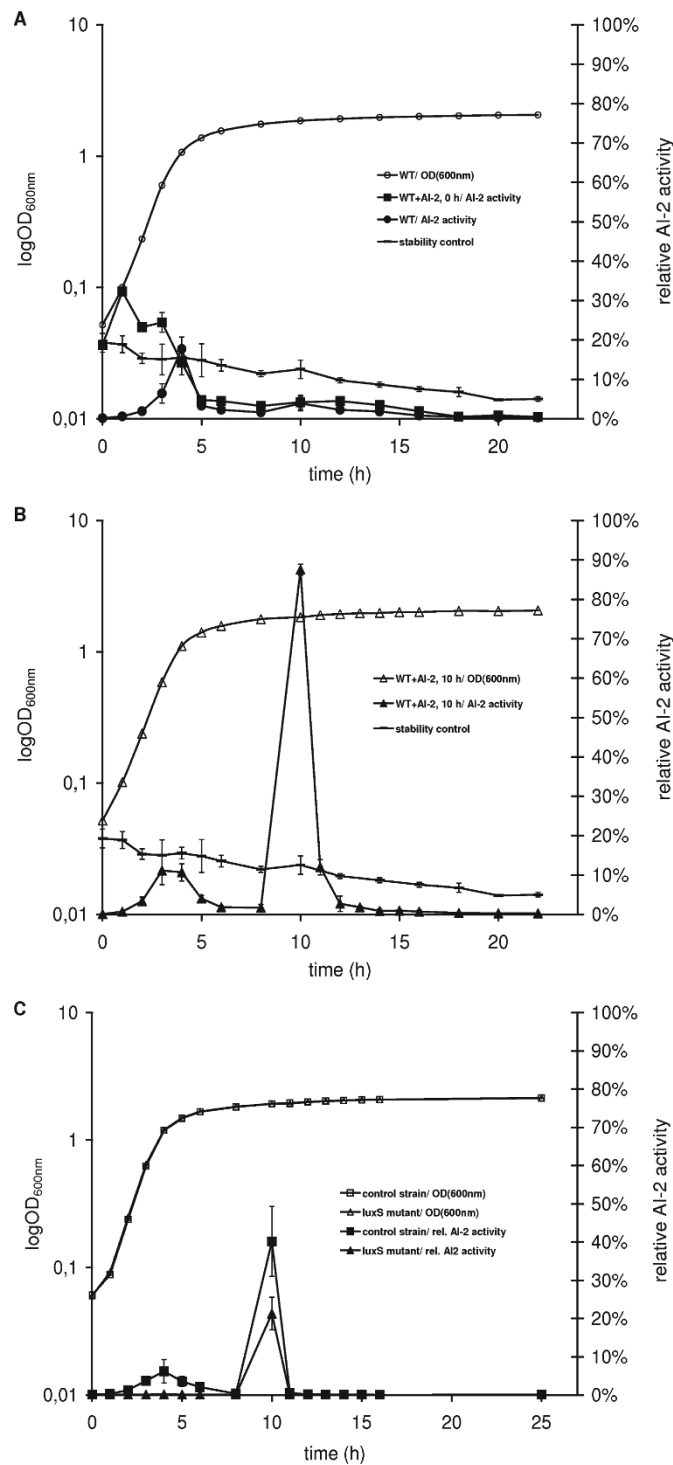 A
10
1
0,1
0,01
logOD600nm
100%
90%
80%
70%
60%
50%
40%
30%
20%
10%
0%
relative AI-2 activity
WT/ OD(600nm)
WT+AI-2, 0 h/ AI-2 activity
WT/ AI-2 activity
stability control
0 5 10 15 20
time (h)
B
10
1
0,1
0,01
logOD600nm
100%
90%
80%
70%
60%
50%
40%
30%
20%
10%
0%
relative AI-2 activity
WT+AI-2, 10 h/ OD(600nm)
WT+AI-2, 10 h/ AI-2 activity
stability control
0 5 10 15 20
time (h)
C
10
1
0,1
0,01
logOD600nm
100%
90%
80%
70%
60%
50%
40%
30%
20%
10%
0%
relative AI-2 activity
control strain/ OD(600nm)
luxS mutant/ OD(600nm)
control strain/ rel. AI-2 activity
luxS mutant/ rel. AI2 activity
0 5 10 15 20 25
time (h)